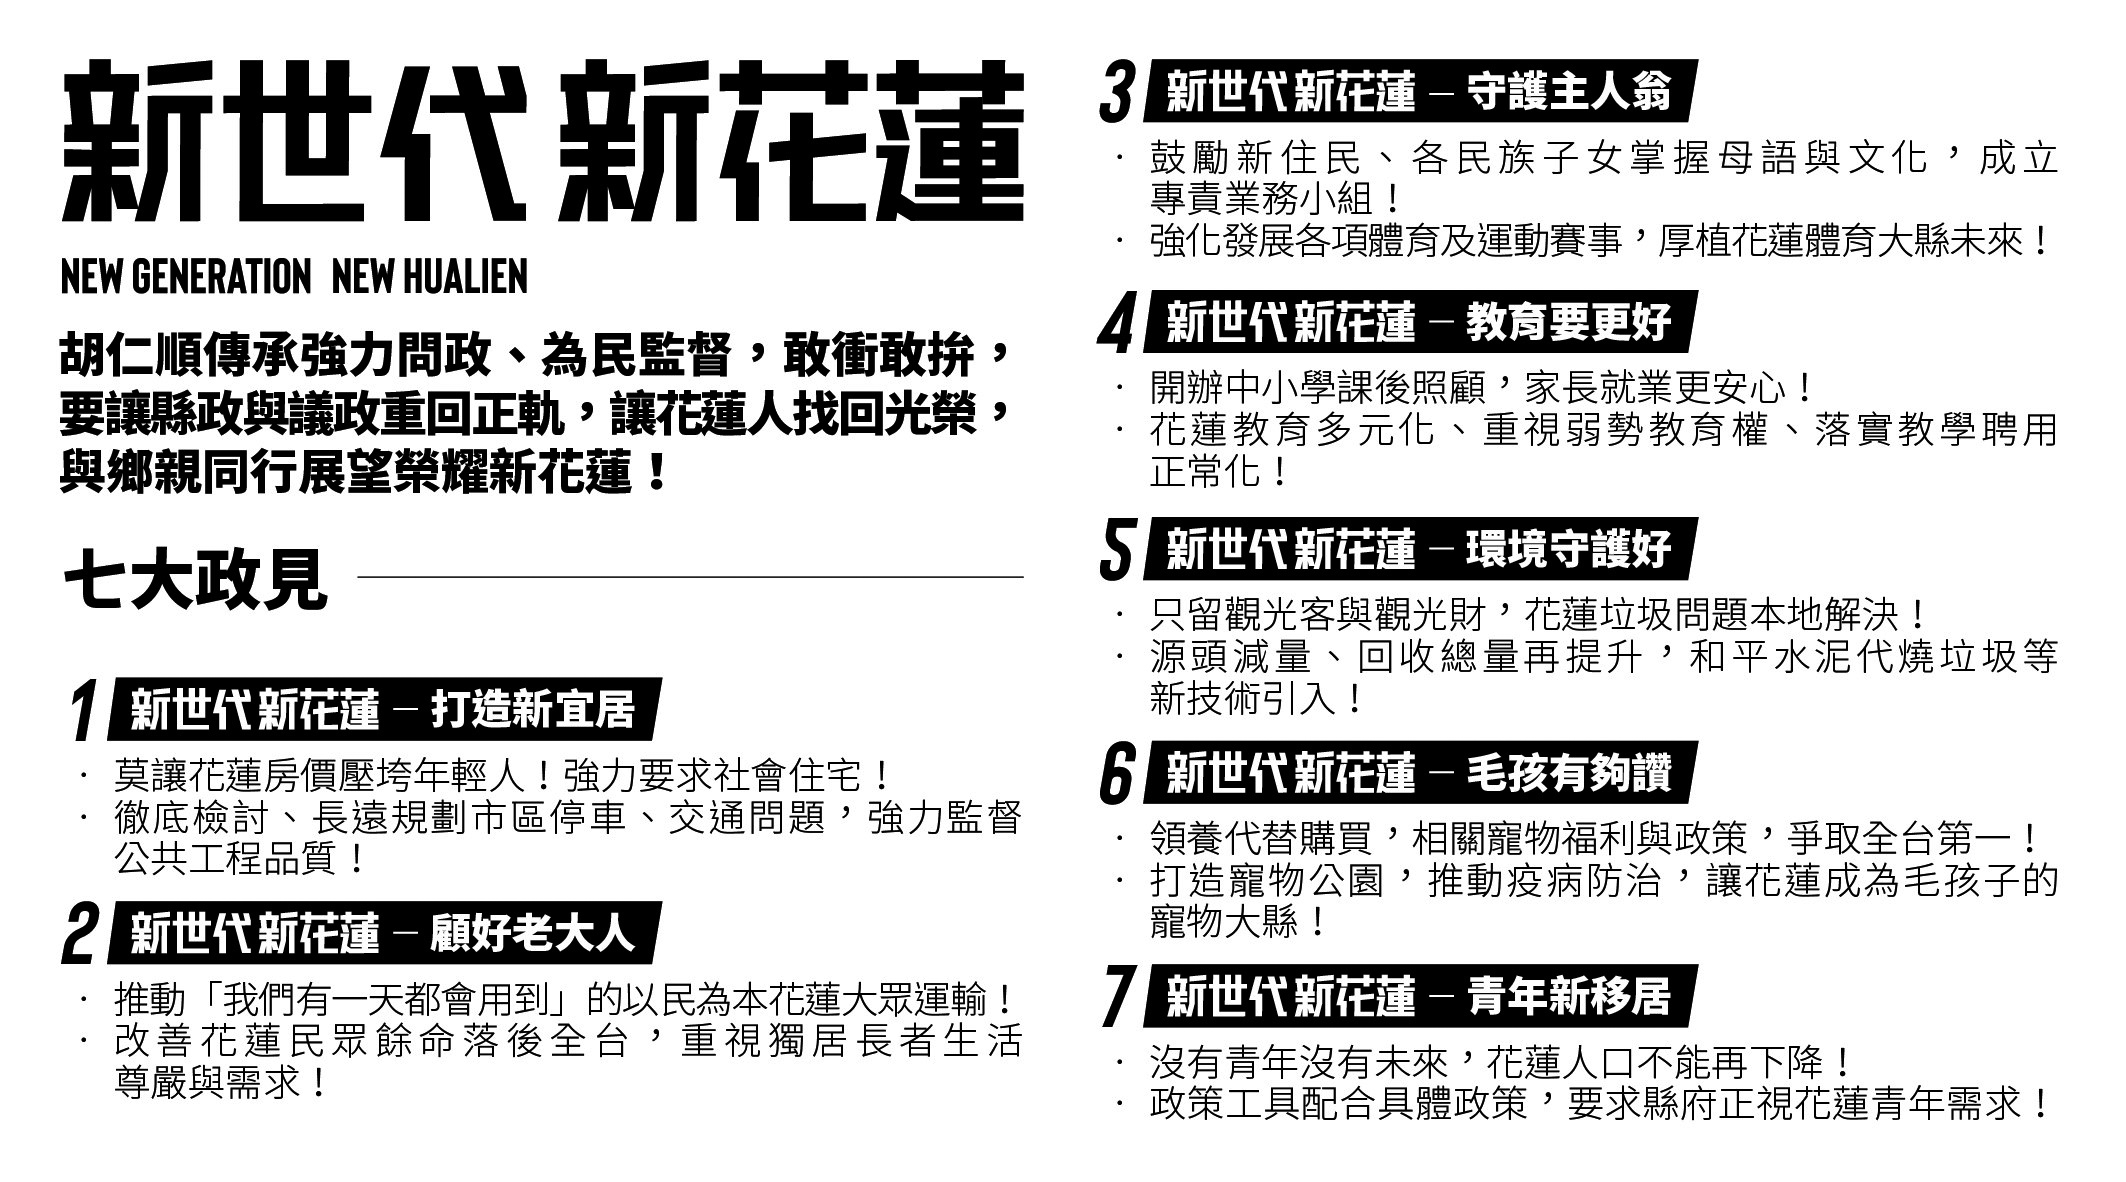 新世代 新花蓮
NEW GENERATION NEW HUALIEN
胡仁順傳承強力問政、為民監督，敢衝敢拚，
要讓縣政與議政重回正軌，讓花蓮人找回光榮，
與鄉親同行展望榮耀新花蓮！
七大政見
1 新世代 新花蓮 － 打造新宜居
· 莫讓花蓮房價壓垮年輕人！強力要求社會住宅！
· 徹底檢討、長遠規劃市區停車、交通問題，強力監督
公共工程品質！
2 新世代 新花蓮 － 顧好老大人
· 推動「我們有一天都會用到」的以民為本花蓮大眾運輸！
· 改善花蓮民眾餘命落後全台，重視獨居長者生活
尊嚴與需求！
3 新世代 新花蓮 － 守護主人翁
· 鼓勵新住民、各民族子女掌握母語與文化，成立
專責業務小組！
· 強化發展各項體育及運動賽事，厚植花蓮體育大縣未來！
4 新世代 新花蓮 － 教育要更好
· 開辦中小學課後照顧，家長就業更安心！
· 花蓮教育多元化、重視弱勢教育權、落實教學聘用
正常化！
5 新世代 新花蓮 － 環境守護好
· 只留觀光客與觀光財，花蓮垃圾問題本地解決！
· 源頭減量、回收總量再提升，和平水泥代燒垃圾等
新技術引入！
6 新世代 新花蓮 － 毛孩有夠讚
· 領養代替購買，相關寵物福利與政策，爭取全台第一！
· 打造寵物公園，推動疫病防治，讓花蓮成為毛孩子的
寵物大縣！
7 新世代 新花蓮 － 青年新移居
· 沒有青年沒有未來，花蓮人口不能再下降！
· 政策工具配合具體政策，要求縣府正視花蓮青年需求！